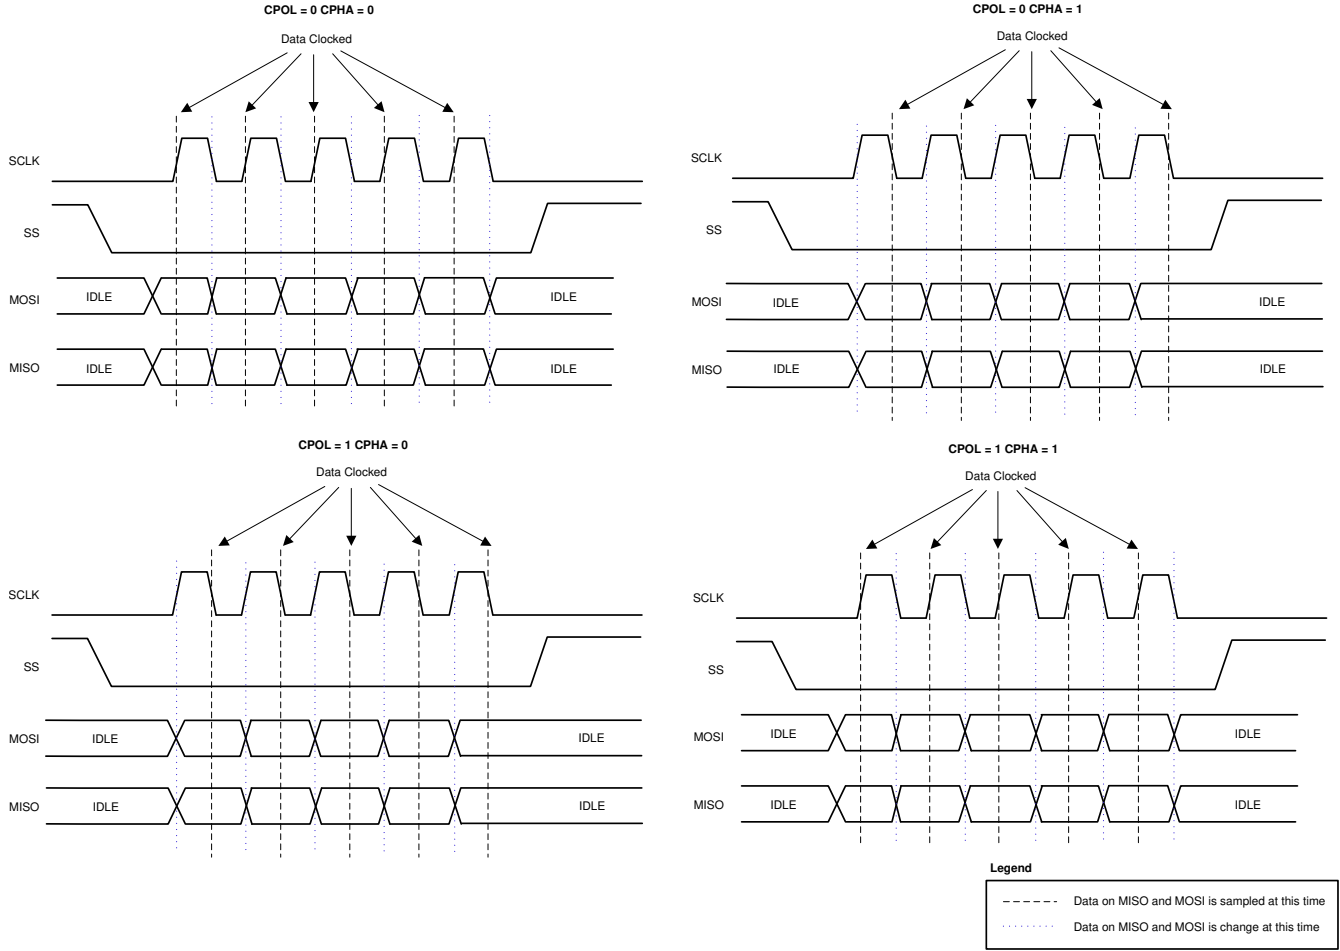 CPOL = 0 CPHA = 0
Data Clocked
SCLK
SS
MOSI IDLE IDLE
MISO IDLE IDLE
CPOL = 0 CPHA = 1
Data Clocked
SCLK
SS
MOSI IDLE IDLE
MISO IDLE IDLE
CPOL = 1 CPHA = 0
Data Clocked
SCLK
SS
MOSI IDLE IDLE
MISO IDLE IDLE
CPOL = 1 CPHA = 1
Data Clocked
SCLK
SS
MOSI IDLE IDLE
MISO IDLE IDLE
Legend
Data on MISO and MOSI is sampled at this time
Data on MISO and MOSI is change at this time